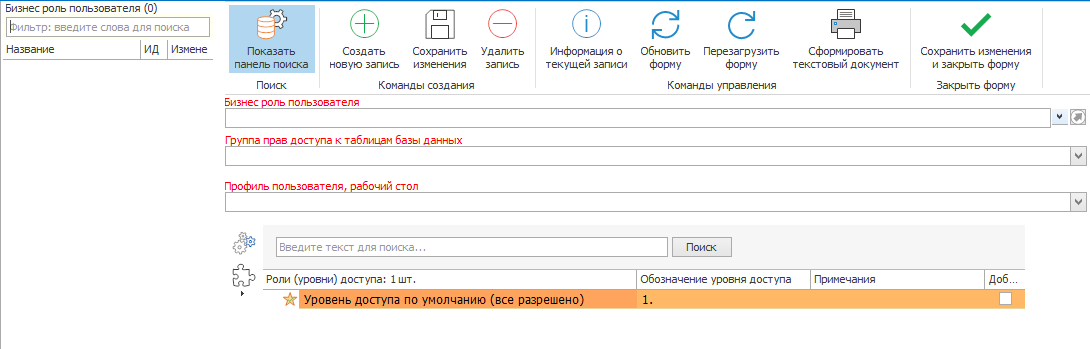 Бизнес роль пользователя (0)
Фильтр: введите слова для поиска
Название ИД Измене
Показать панель поиска
Поиск
Создать новую запись
Сохранить изменения
Удалить запись
Команды создания
Информация о текущей записи
Обновить форму
Перезагрузить форму
Сформировать текстовый документ
Команды управления
Сохранить изменения и закрыть форму
Закрыть форму
Бизнес роль пользователя
Группа прав доступа к таблицам базы данных
Профиль пользователя, рабочий стол
Введите текст для поиска... Поиск
Роли (уровни) доступа: 1 шт. Обозначение уровня доступа Примечания Доб...
Уровень доступа по умолчанию (все разрешено) 1.